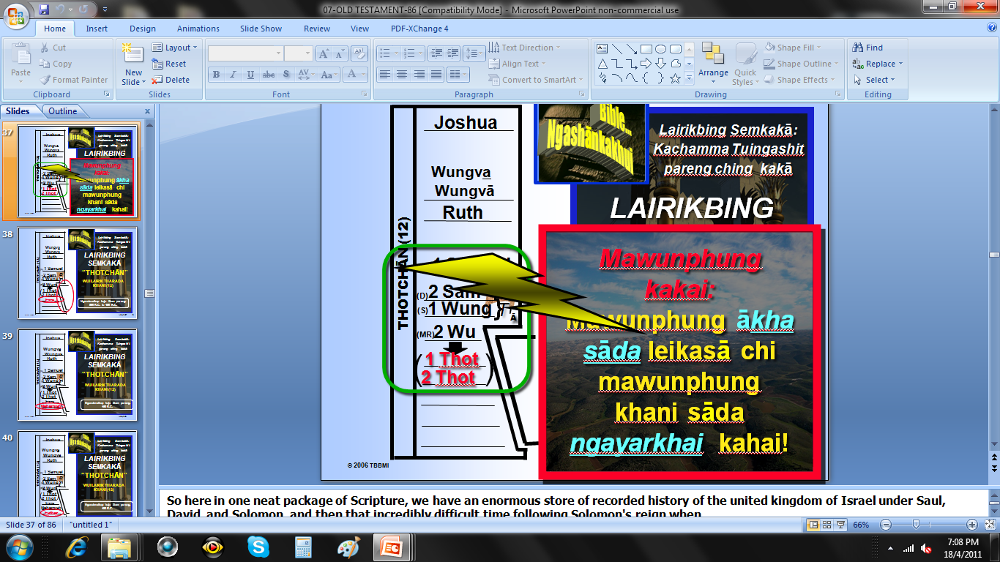 07.OLD TESTAMENT-86 [Compatibility Mode] - Microsoft PowerPoint non-commercial use
Home Insert Design Animations Slide Show Review View PDF-XChange 4
Paste
Cut
Copy
Format Painter
Clipboard
New
Slide
Layout
Reset
Delete
Slides
Font
Paragraph
Text Direction
Align Text
Convert to SmartArt
Arrange
Quick
Styles
Shape Fill
Shape Outline
Shape Effects
Drawing
Find
Replace
Select
Editing
Slides Outline
37
38
39
40
Joshua
Wungva
Wungvā
Ruth
THOTCHĀN (12)
(D) 2 Sam
(S) 1 Wung
(MR) 2 Wu
(1 Thot
2 Thot)
© 2006 TBBMI
Bible...
Ngashānkakhui
Lairikbing Semkakā:
Kachamma Tuingashit
pareng ching kakā
LAIRIKBING
Mawunphung
kakai:
Mawunphung ākha
sāda leikasā chi
mawunphung
khani sāda
ngayarkhai kahai!
So here in one neat package of Scripture, we have an enormous store of recorded history of the united kingdom of Israel under Saul,
David, and Solomon, and then that incredibly difficult time following Solomon's reign when
Slide 37 of 86 "untitled 1" 66%
7:08 PM
18/4/2011